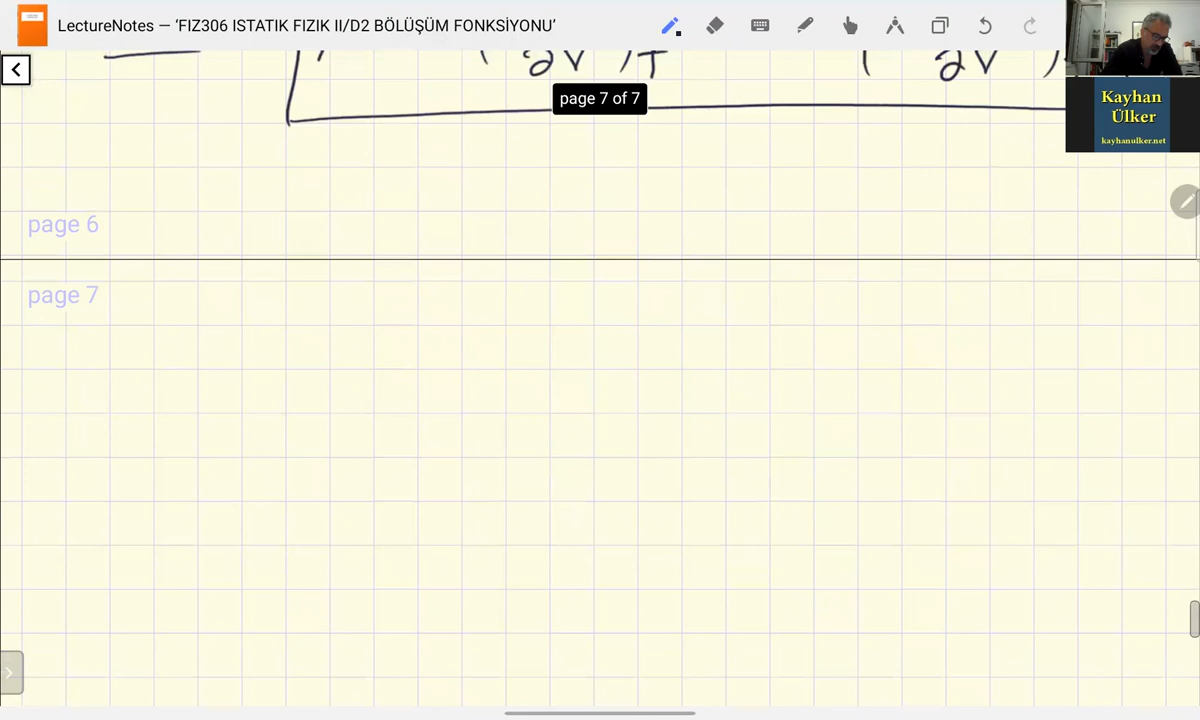 LectureNotes — ‘FIZ306 ISTATIK FIZIK II/D2 BÖLÜŞÜM FONKSİYONU’
∂V )T ( ∂V )
page 7 of 7
Kayhan
Ülker
kayhanulker.net
page 6
page 7